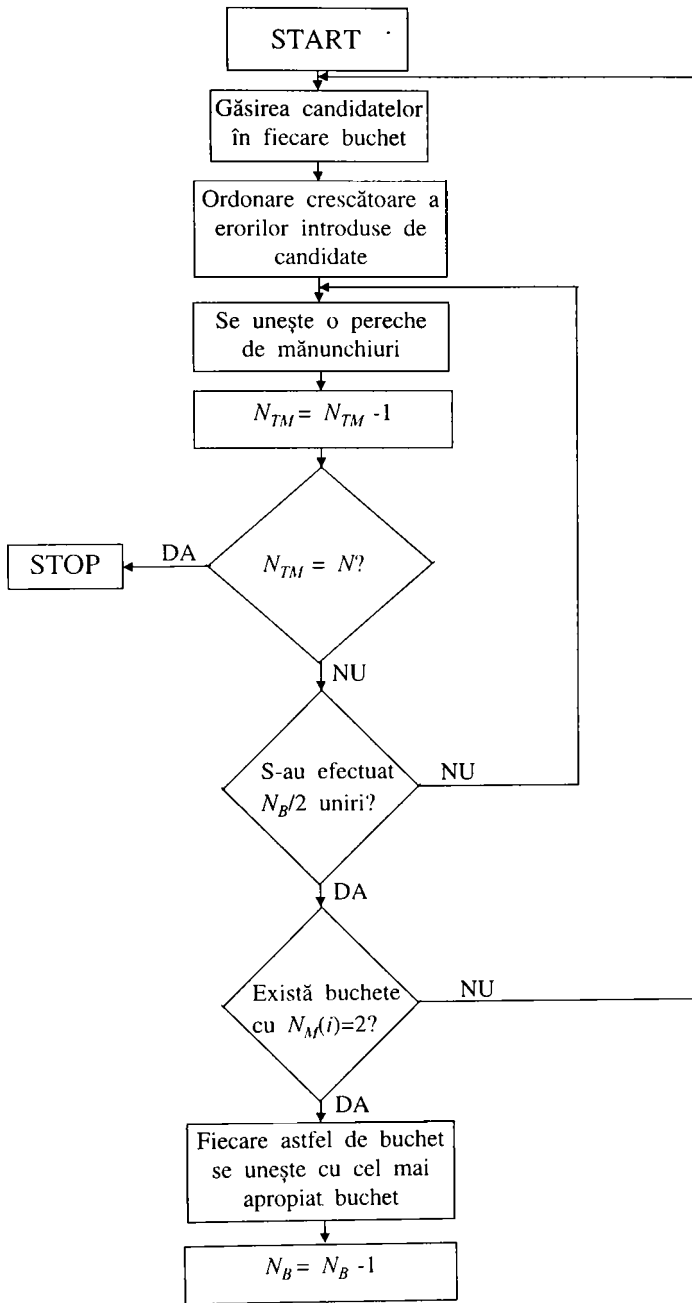 START
Găsirea candidatelor
în fiecare buchet
Ordonare crescătoare a
erorilor introduse de
candidate
Se unește o pereche
de mănunchiuri
N_TM = N_TM -1
N_TM = N?
DA
STOP
NU
S-au efectuat
N_B/2 uniri?
NU
DA
Există buchete
cu N_M(i)=2?
NU
DA
Fiecare astfel de buchet
se unește cu cel mai
apropiat buchet
N_B = N_B -1